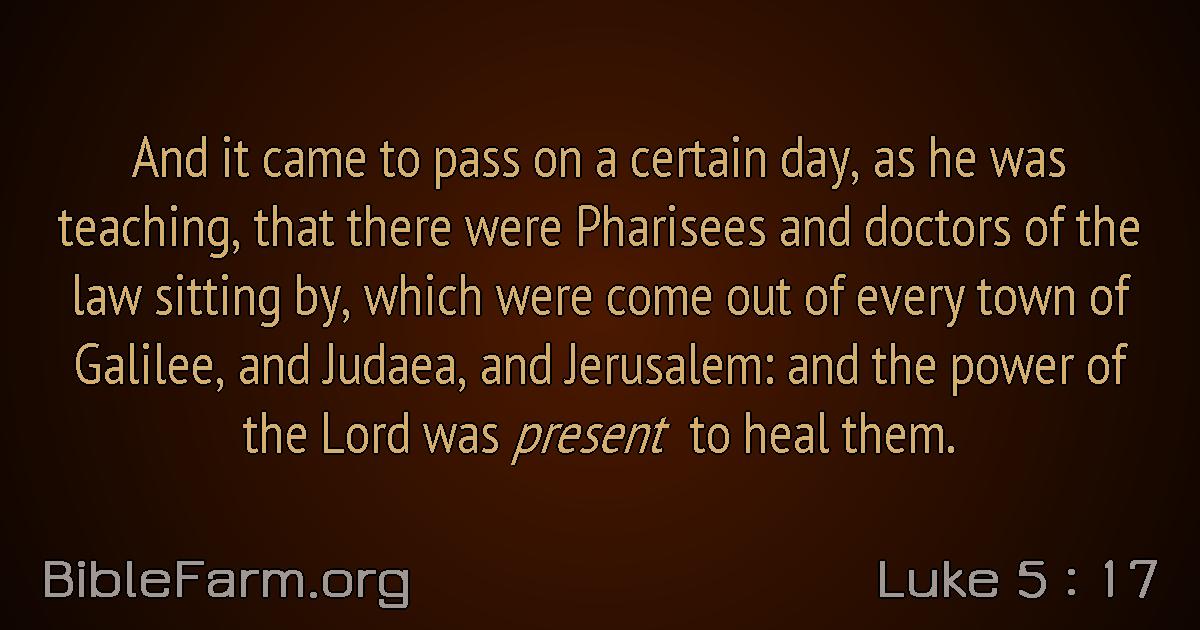 And it came to pass on a certain day, as he was
teaching, that there were Pharisees and doctors of the
law sitting by, which were come out of every town of
Galilee, and Judaea, and Jerusalem: and the power of
the Lord was present to heal them.
BibleFarm.org
Luke 5 : 17